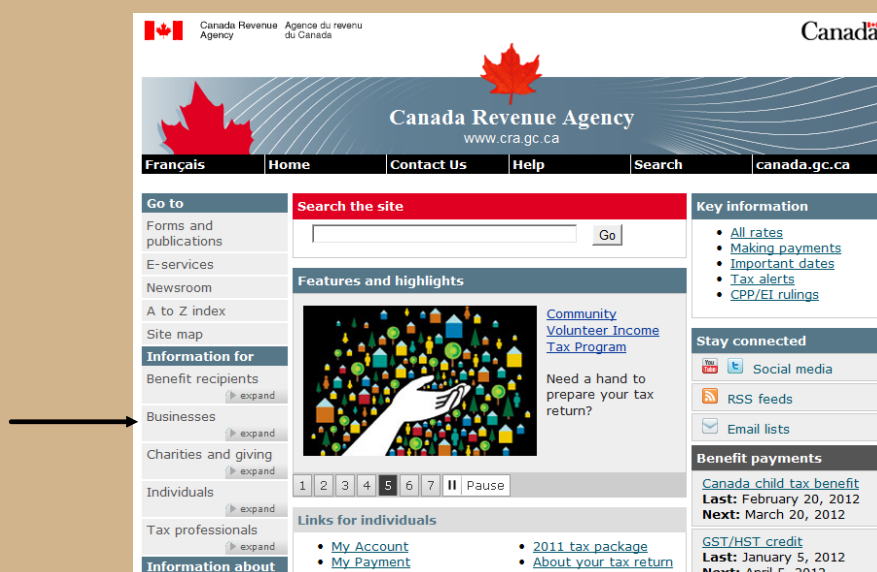 Canada Revenue Agence du revenu
Agency du Canada
Canada
Canada Revenue Agency
www.cra.gc.ca
Français Home Contact Us Help Search canada.gc.ca
Go to
Forms and
publications
E-services
Newsroom
A to Z index
Site map
Information for
Benefit recipients
expand
Businesses
expand
Charities and giving
expand
Individuals
expand
Tax professionals
expand
Information about
Search the site
Go
Features and highlights
Community
Volunteer Income
Tax Program
Need a hand to
prepare your tax
return?
1 2 3 4 5 6 7 Pause
Links for individuals
• My Account
• My Payment
• 2011 tax package
• About your tax return
Key information
• All rates
• Making payments
• Important dates
• Tax alerts
• CPP/EI rulings
Stay connected
You Tube t Social media
RSS feeds
Email lists
Benefit payments
Canada child tax benefit
Last: February 20, 2012
Next: March 20, 2012
GST/HST credit
Last: January 5, 2012
Next: April 5, 2012